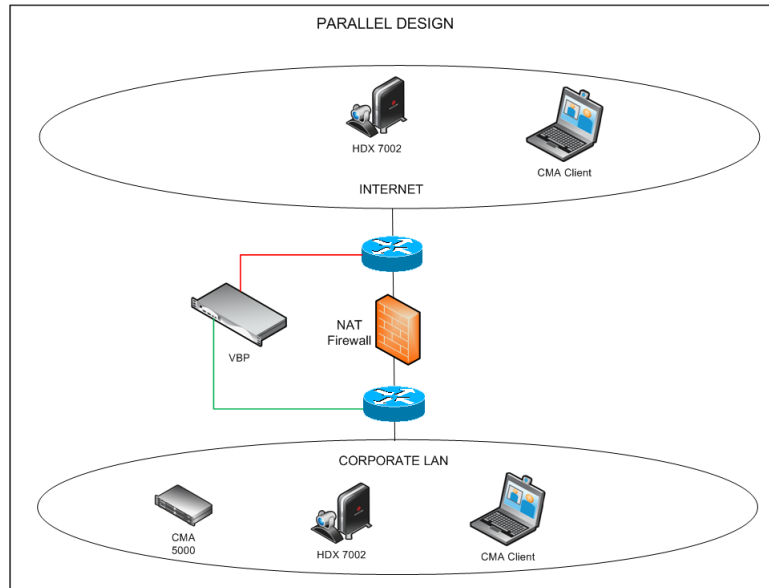 PARALLEL DESIGN
HDX 7002
CMA Client
INTERNET
NAT
Firewall
VBP
CORPORATE LAN
CMA
5000
HDX 7002
CMA Client